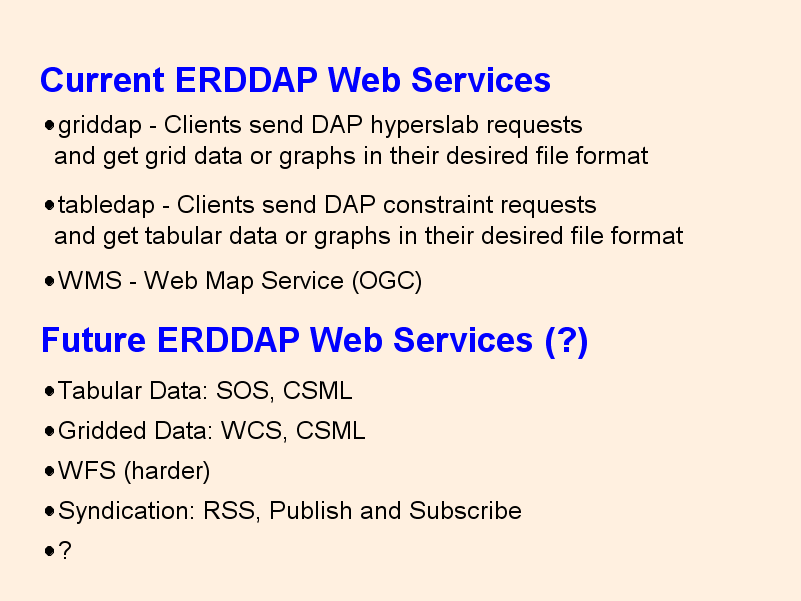 Current ERDDAP Web Services
•griddap - Clients send DAP hyperslab requests
and get grid data or graphs in their desired file format
•tabledap - Clients send DAP constraint requests
and get tabular data or graphs in their desired file format
•WMS - Web Map Service (OGC)
Future ERDDAP Web Services (?)
•Tabular Data: SOS, CSML
•Gridded Data: WCS, CSML
•WFS (harder)
•Syndication: RSS, Publish and Subscribe
•?